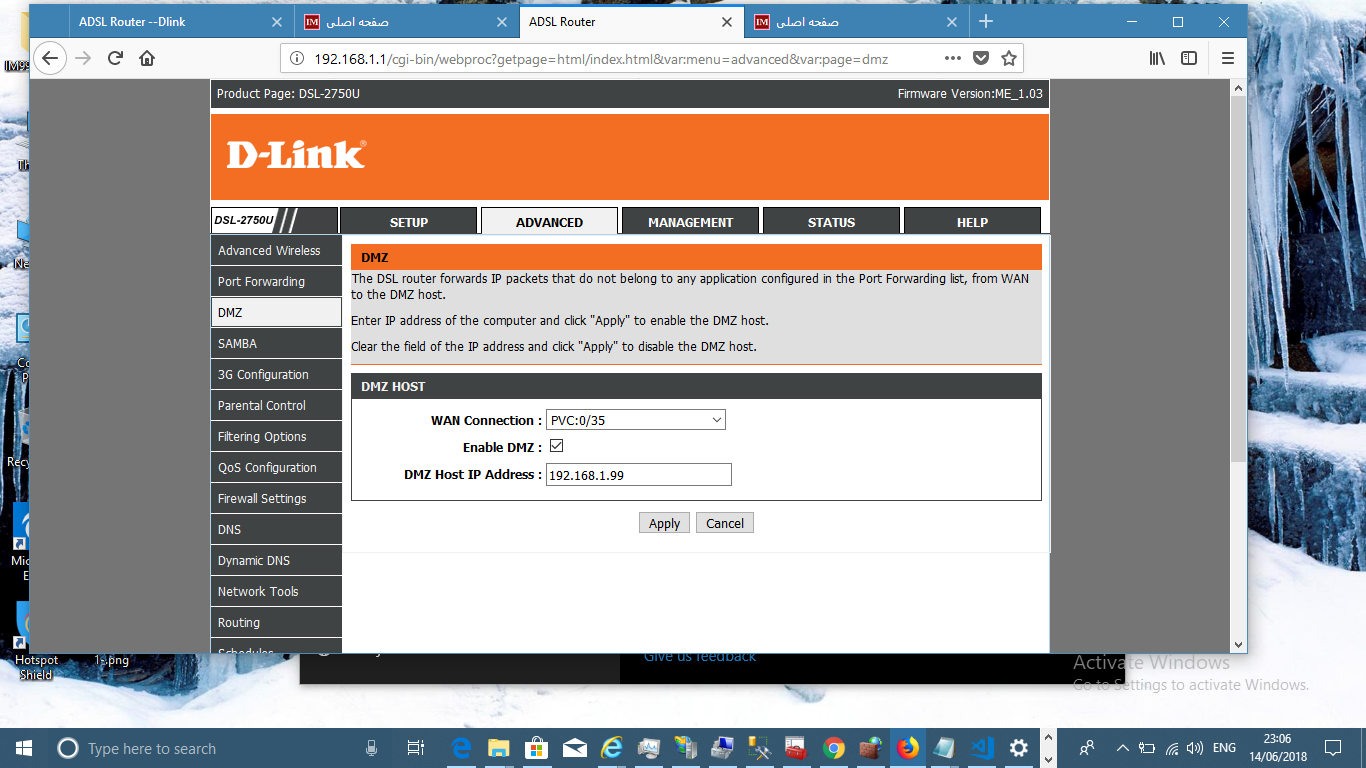 ADSL Router --Dlink
صفحه اصلی
ADSL Router
صفحه اصلی
192.168.1.1/cgi-bin/webproc?getpage=html/index.html&var:menu=advanced&var:page=dmz
Product Page: DSL-2750U
Firmware Version:ME_1.03
D-Link
DSL-2750U
SETUP
ADVANCED
MANAGEMENT
STATUS
HELP
Advanced Wireless
Port Forwarding
DMZ
SAMBA
3G Configuration
Parental Control
Filtering Options
QoS Configuration
Firewall Settings
DNS
Dynamic DNS
Network Tools
Routing
Schedules
DMZ
The DSL router forwards IP packets that do not belong to any application configured in the Port Forwarding list, from WAN
to the DMZ host.
Enter IP address of the computer and click "Apply" to enable the DMZ host.
Clear the field of the IP address and click "Apply" to disable the DMZ host.
DMZ HOST
WAN Connection : PVC:0/35
Enable DMZ :
DMZ Host IP Address : 192.168.1.99
Apply Cancel
Give us feedback
Hotspot
Shield
1-.png
Activate Windows
Go to Settings to activate Windows.
Type here to search
ENG
23:06
14/06/2018